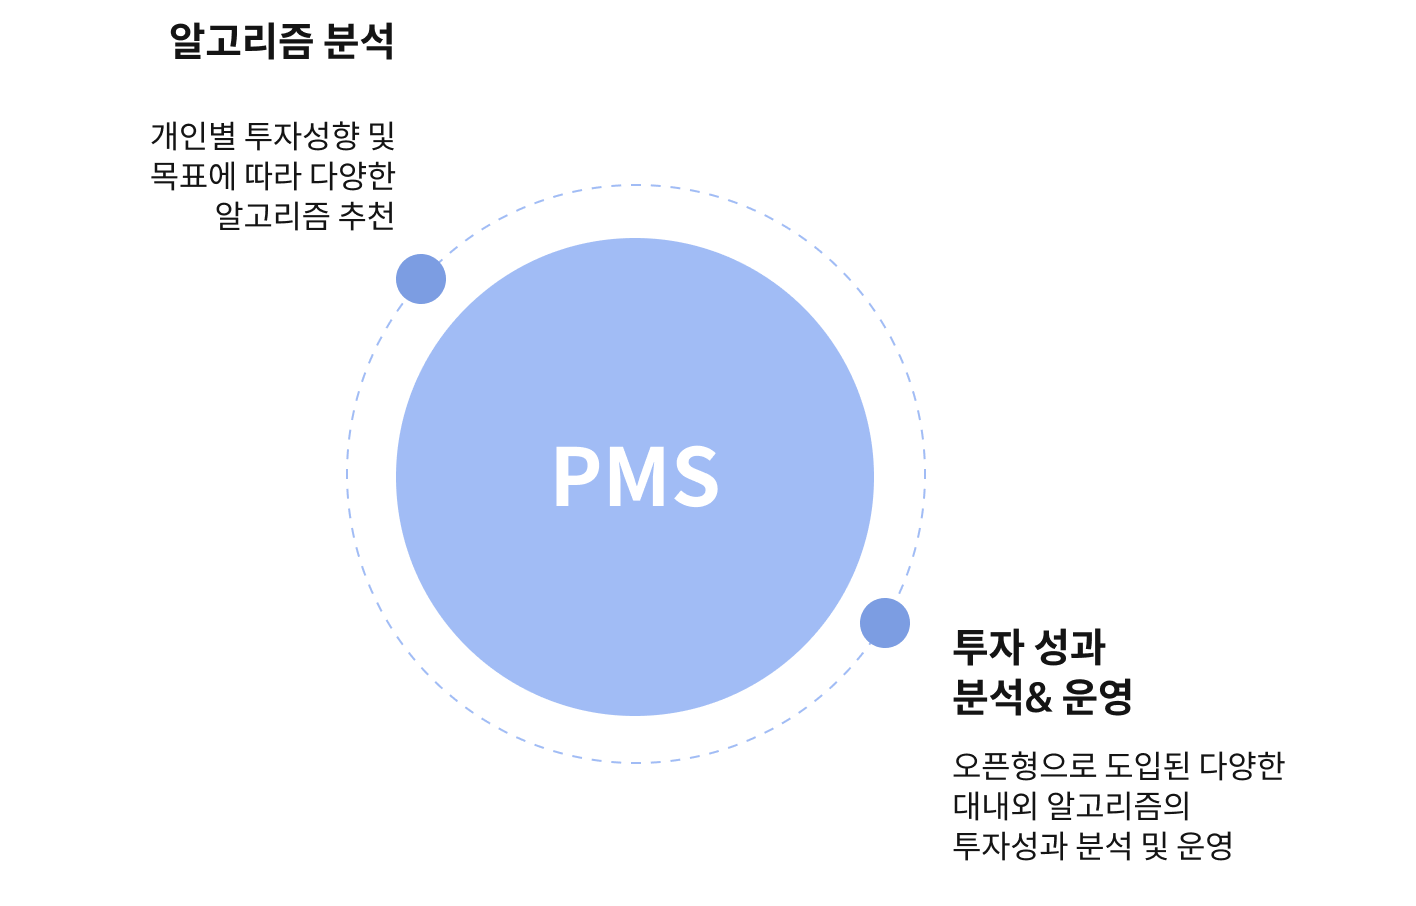 알고리즘 분석
개인별 투자성향 및
목표에 따라 다양한
알고리즘 추천
PMS
투자 성과
분석& 운영
오픈형으로 도입된 다양한
대내외 알고리즘의
투자성과 분석 및 운영